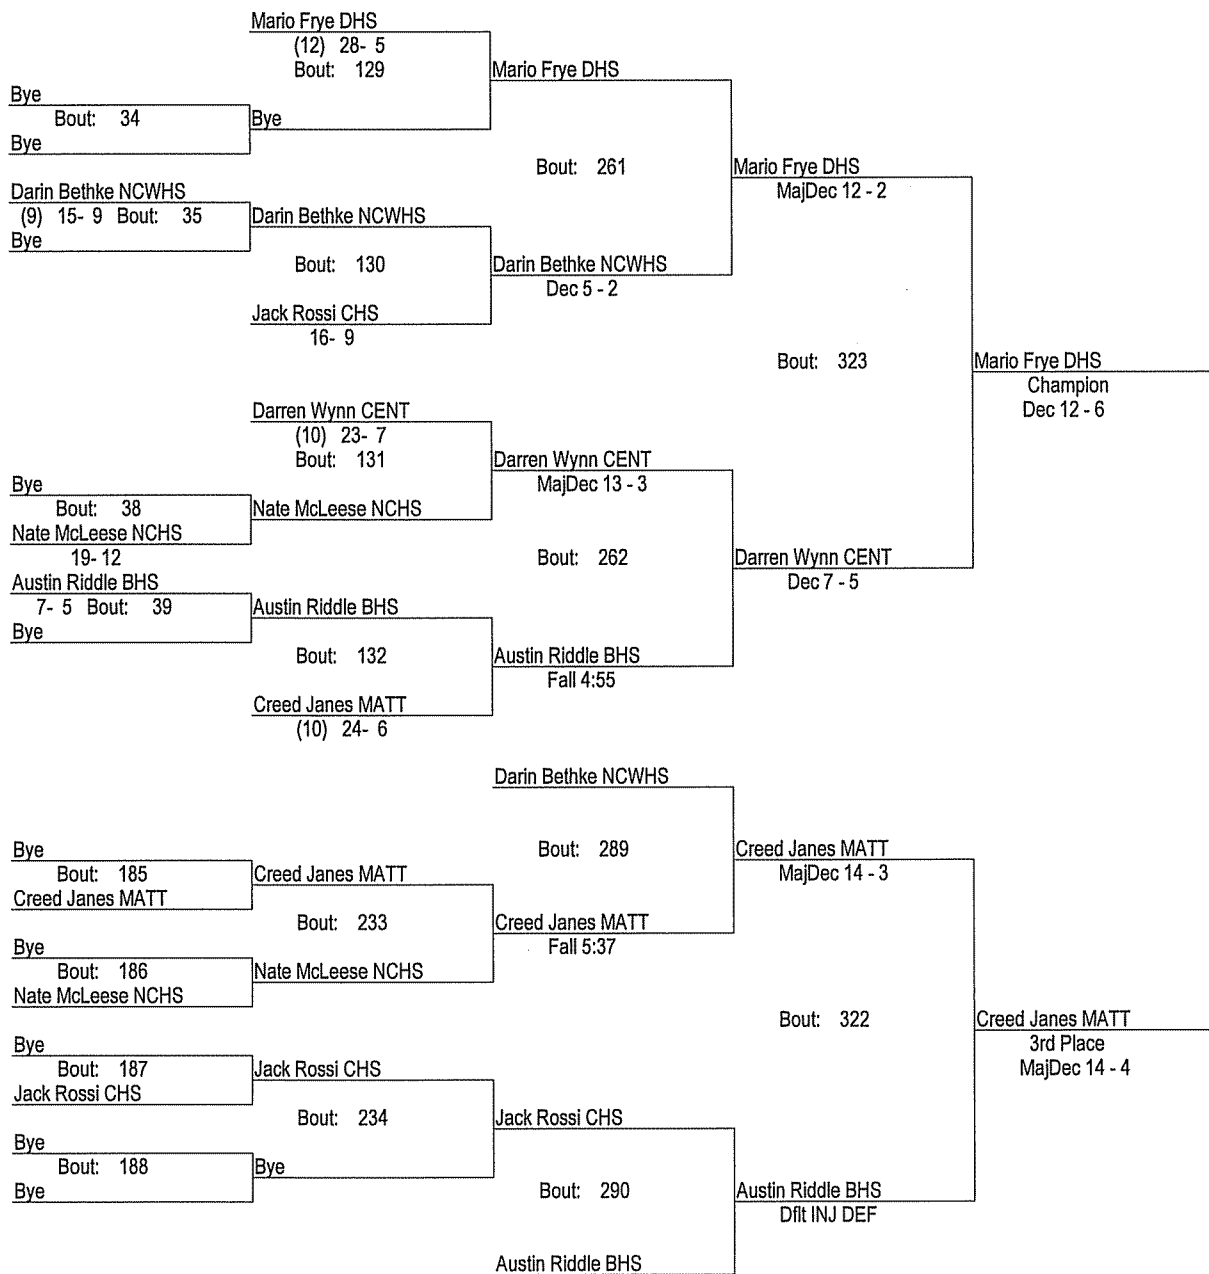 Mario Frye DHS
(12) 28- 5
Bout: 129
Mario Frye DHS
Bye
Bout: 34
Bye
Bye
Bout: 261
Mario Frye DHS
MajDec 12 - 2
Darin Bethke NCWHS
(9) 15- 9 Bout: 35
Bye
Darin Bethke NCWHS
Bout: 130
Darin Bethke NCWHS
Dec 5 - 2
Jack Rossi CHS
16- 9
Bout: 323
Mario Frye DHS
Champion
Dec 12 - 6
Darren Wynn CENT
(10) 23- 7
Bout: 131
Darren Wynn CENT
MajDec 13 - 3
Bye
Bout: 38
Nate McLeese NCHS
Nate McLeese NCHS
19- 12
Bout: 262
Darren Wynn CENT
Dec 7 - 5
Austin Riddle BHS
7- 5 Bout: 39
Bye
Austin Riddle BHS
Bout: 132
Austin Riddle BHS
Fall 4:55
Creed Janes MATT
(10) 24- 6
Darin Bethke NCWHS
Bout: 289
Creed Janes MATT
MajDec 14 - 3
Bye
Bout: 185
Creed Janes MATT
Creed Janes MATT
Bout: 233
Creed Janes MATT
Fall 5:37
Bye
Bout: 186
Nate McLeese NCHS
Nate McLeese NCHS
Bout: 322
Creed Janes MATT
3rd Place
MajDec 14 - 4
Bye
Bout: 187
Jack Rossi CHS
Jack Rossi CHS
Bout: 234
Jack Rossi CHS
Bye
Bout: 188
Bye
Bye
Bout: 290
Austin Riddle BHS
Dflt INJ DEF
Austin Riddle BHS